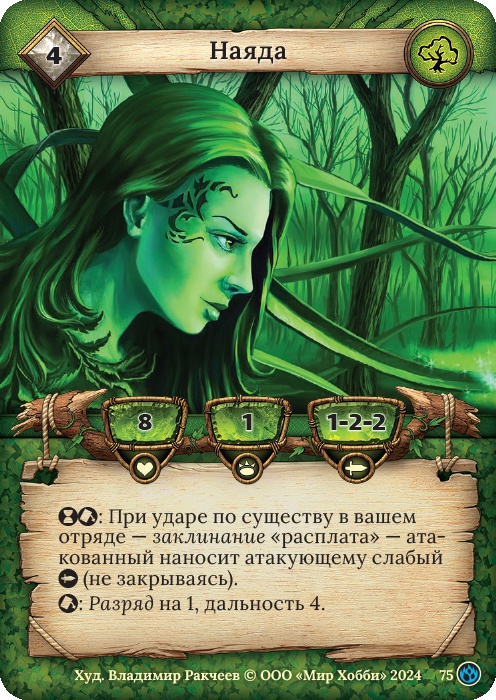 4
Наяда
8
1
1-2-2
: При ударе по существу в вашем
отряде — заклинание «расплата» — ата-
кованный наносит атакующему слабый
(не закрываясь).
: Разряд на 1, дальность 4.
Худ. Владимир Ракчеев © ООО «Мир Хобби» 2024 75